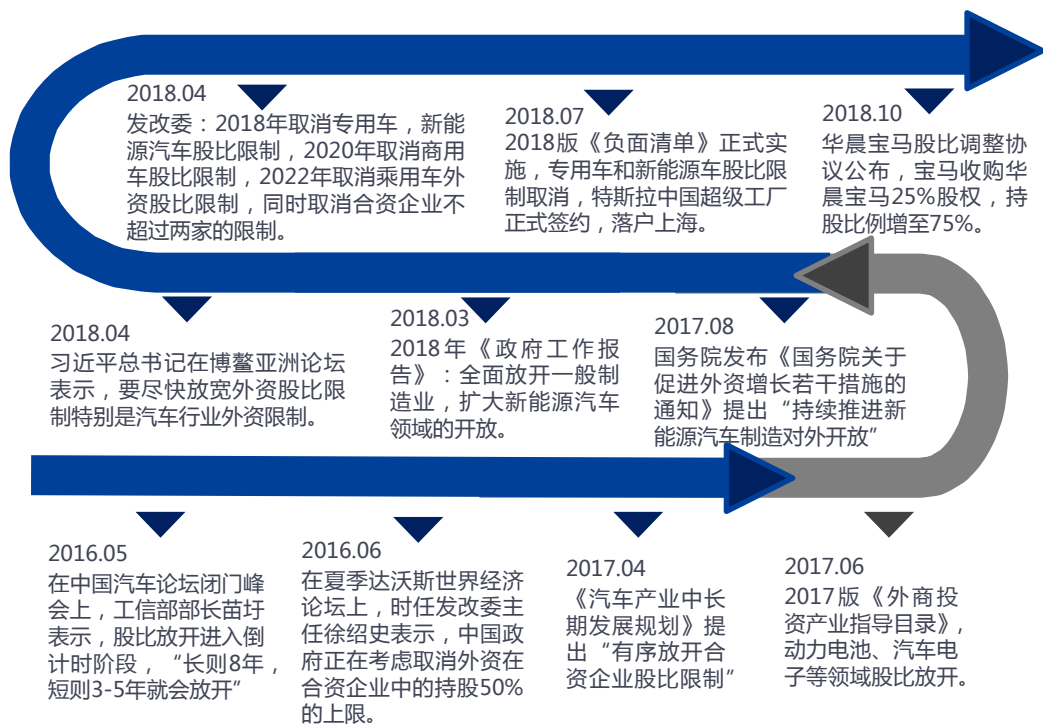 2018.04
发改委：2018年取消专用车，新能
源汽车股比限制，2020年取消商用
车股比限制，2022年取消乘用车外
资股比限制，同时取消合资企业不
超过两家的限制。
2018.07
2018版《负面清单》正式实
施，专用车和新能源车股比限
制取消，特斯拉中国超级工厂
正式签约，落户上海。
2018.10
华晨宝马股比调整协
议公布，宝马收购华
晨宝马25%股权，持
股比例增至75%。
2018.04
习近平总书记在博鳌亚洲论坛
表示，要尽快放宽外资股比限
制特别是汽车行业外资限制。
2018.03
2018年《政府工作报
告》：全面放开一般制
造业，扩大新能源汽车
领域的开放。
2017.08
国务院发布《国务院关于
促进外资增长若干措施的
通知》提出“持续推进新
能源汽车制造对外开放”
2016.05
在中国汽车论坛闭门峰
会上，工信部部长苗圩
表示，股比放开进入倒
计时阶段，“长则8年，
短则3-5年就会放开”
2016.06
在夏季达沃斯世界经济
论坛上，时任发改委主
任徐绍史表示，中国政
府正在考虑取消外资在
合资企业中的持股50%
的上限。
2017.04
《汽车产业中长
期发展规划》提
出“有序放开合
资企业股比限制”
2017.06
2017版《外商投
资产业指导目录》，
动力电池、汽车电
子等领域股比放开。